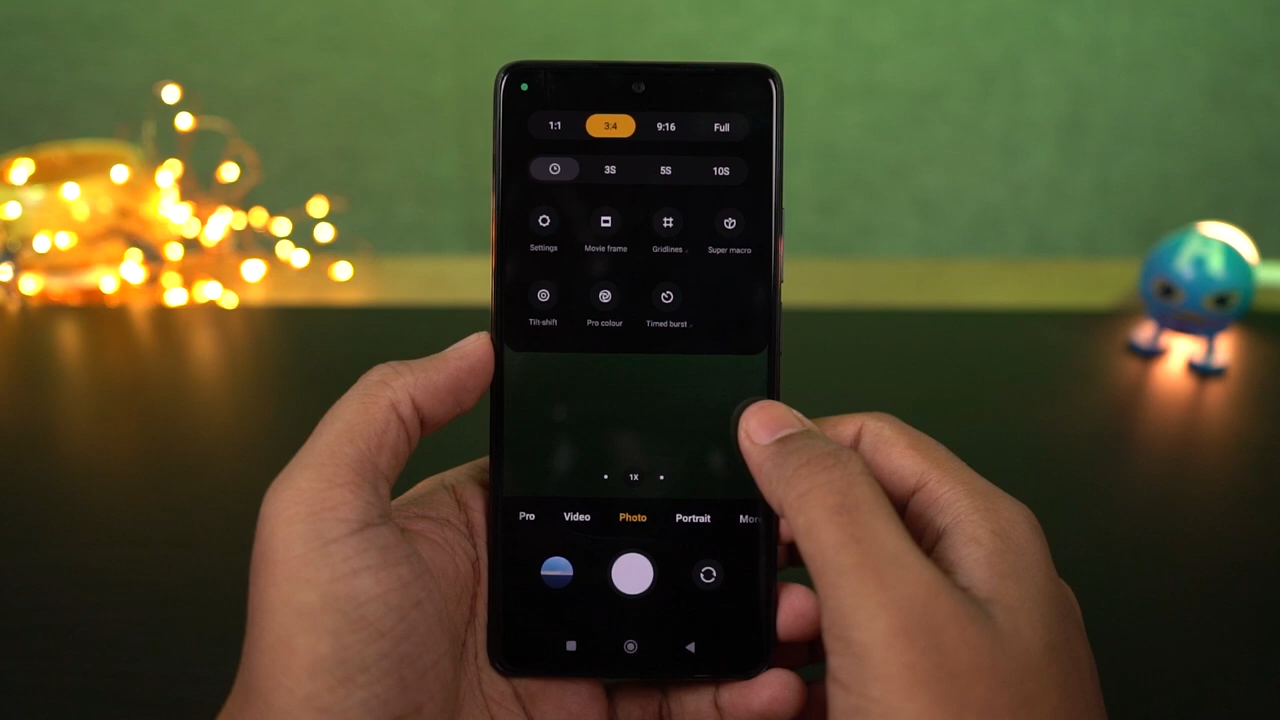 1:1 3:4 9:16 Full
3S 5S 10S
Settings Movie frame Gridlines Super macro
Tilt-shift Pro colour Timed burst
1X
Pro Video Photo Portrait Mor